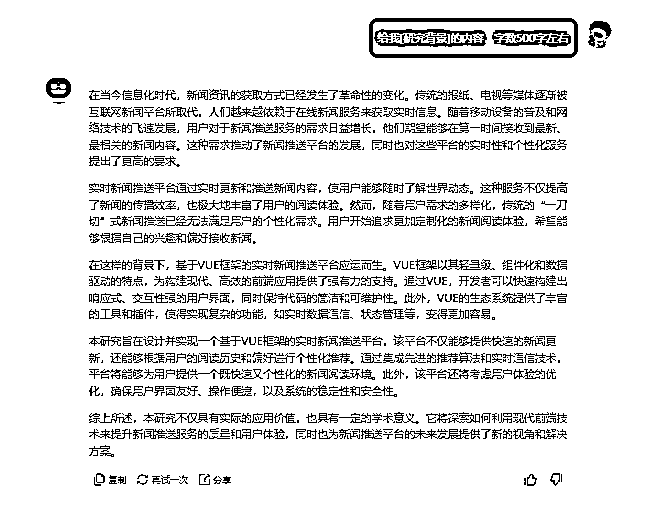 给我[研究背景]的内容  字数500字左右
在当今信息化时代，新闻资讯的获取方式已经发生了革命性的变化。传统的报纸、电视等媒体逐渐被
互联网新闻平台所取代，人们越来越依赖于在线新闻服务来获取实时信息。随着移动设备的普及和网
络技术的飞速发展，用户对于新闻推送服务的需求日益增长，他们期望能够在第一时间接收到最新、
最相关的新闻内容。这种需求推动了新闻推送平台的发展，同时也对这些平台的实时性和个性化服务
提出了更高的要求。
实时新闻推送平台通过实时更新和推送新闻内容，使用户能够随时了解世界动态。这种服务不仅提高
了新闻的传播效率，也极大地丰富了用户的阅读体验。然而，随着用户需求的多样化，传统的“一刀
切”式新闻推送已经无法满足用户的个性化需求。用户开始追求更加定制化的新闻阅读体验，希望能
够根据自己的兴趣和偏好接收新闻。
在这样的背景下，基于VUE框架的实时新闻推送平台应运而生。VUE框架以其轻量级、组件化和数据
驱动的特点，为构建现代、高效的前端应用提供了强有力的支持。通过VUE，开发者可以快速构建出
响应式、交互性强的用户界面，同时保持代码的简洁和可维护性。此外，VUE的生态系统提供了丰富
的工具和插件，使得实现复杂的功能，如实时数据通信、状态管理等，变得更加容易。
本研究旨在设计并实现一个基于VUE框架的实时新闻推送平台，该平台不仅能够提供快速的新闻更
新，还能够根据用户的阅读历史和偏好进行个性化推荐。通过集成先进的推荐算法和实时通信技术，
平台将能够为用户提供一个既快速又个性化的新闻阅读环境。此外，该平台还将考虑用户体验的优
化，确保用户界面友好、操作便捷，以及系统的稳定性和安全性。
综上所述，本研究不仅具有实际的应用价值，也具有一定的学术意义。它将探索如何利用现代前端技
术来提升新闻推送服务的质量和用户体验，同时也为新闻推送平台的未来发展提供了新的视角和解决
方案。
复制 再试一次 分享